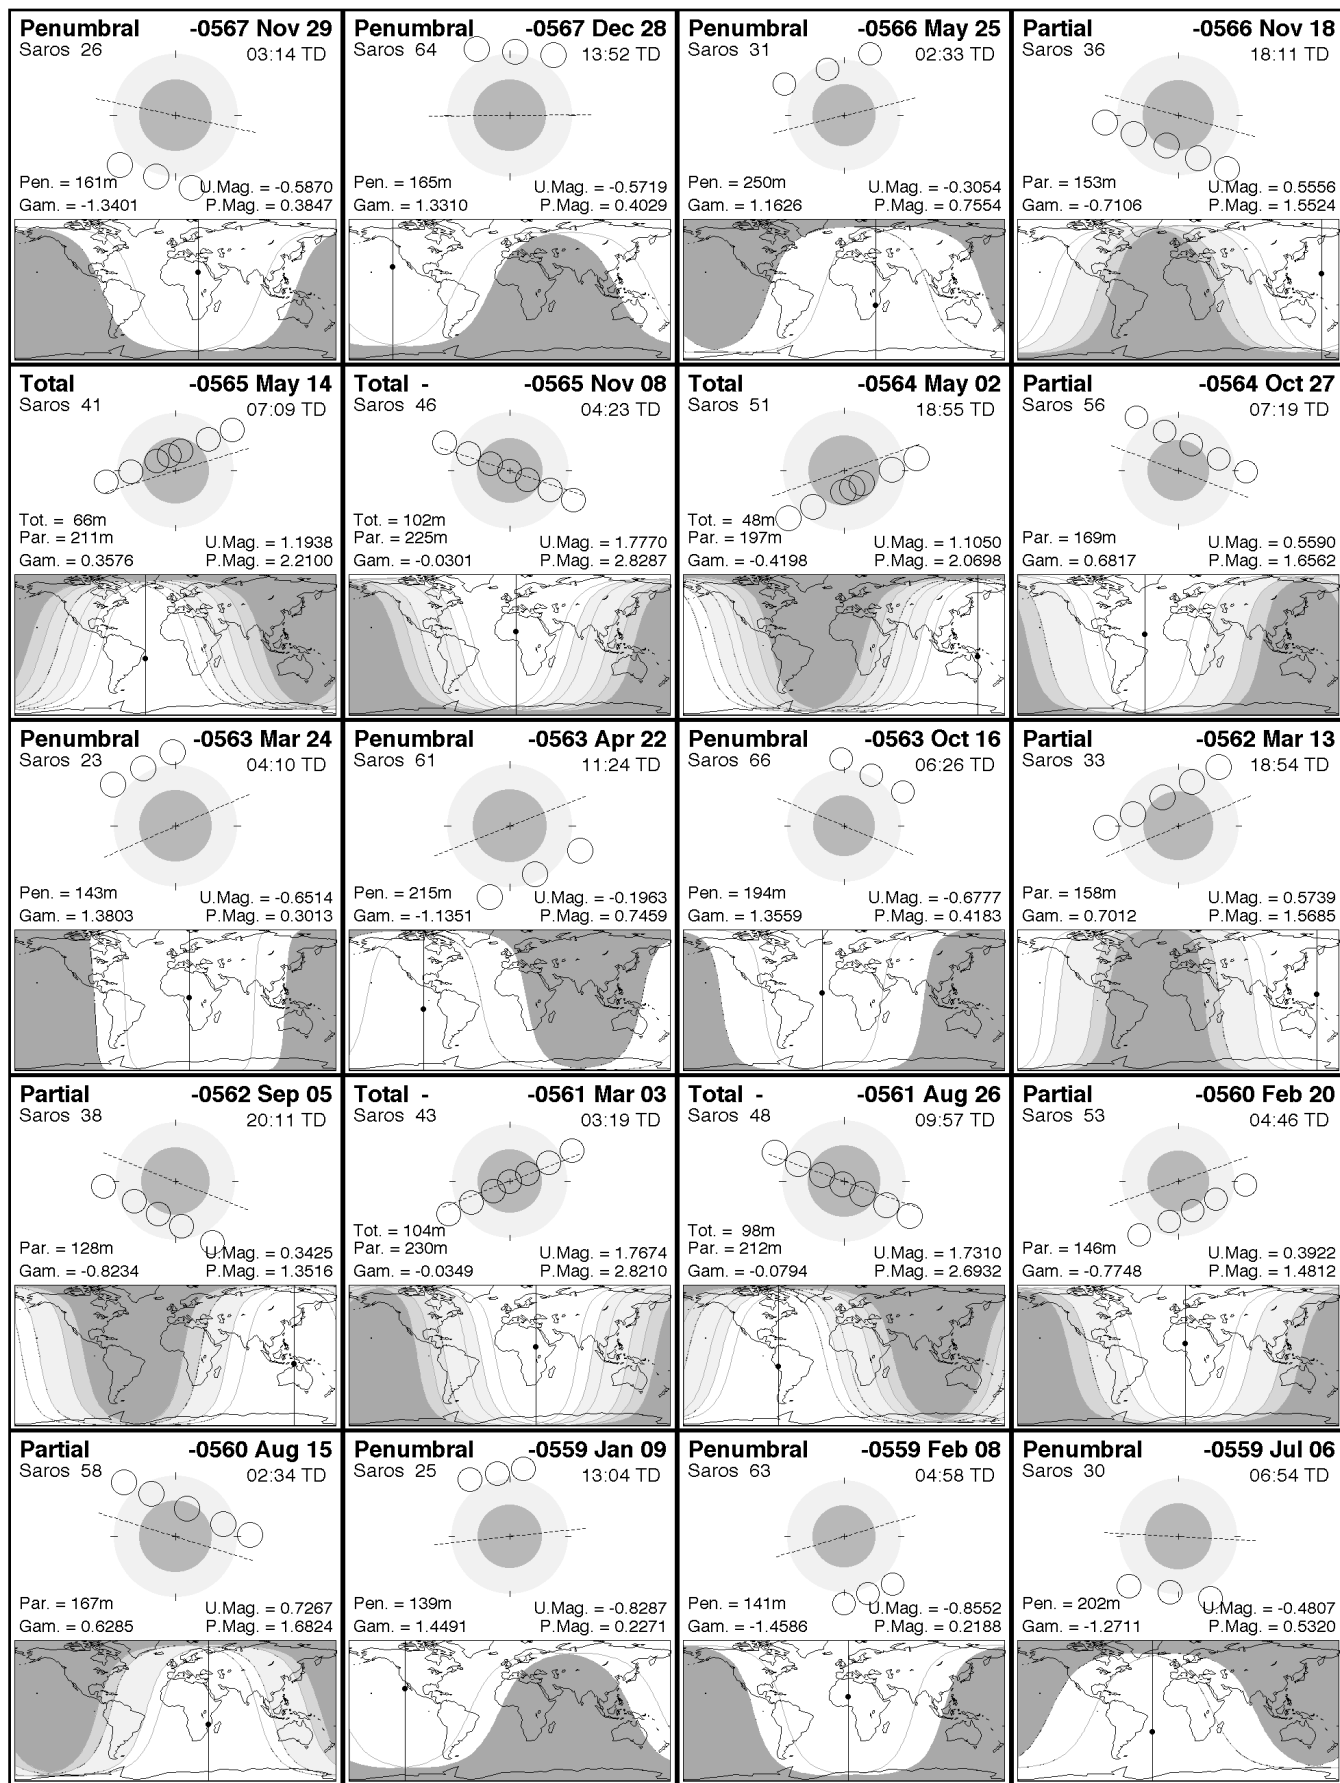 Penumbral -0567 Nov 29
Saros 26 03:14 TD
Pen. = 161m U.Mag. = -0.5870
Gam. = -1.3401 P.Mag. = 0.3847
Penumbral -0567 Dec 28
Saros 64 13:52 TD
Pen. = 165m U.Mag. = -0.5719
Gam. = 1.3310 P.Mag. = 0.4029
Penumbral -0566 May 25
Saros 31 02:33 TD
Pen. = 250m U.Mag. = -0.3054
Gam. = 1.1626 P.Mag. = 0.7554
Partial -0566 Nov 18
Saros 36 18:11 TD
Par. = 153m U.Mag. = 0.5556
Gam. = -0.7106 P.Mag. = 1.5524
Total -0565 May 14
Saros 41 07:09 TD
Tot. = 66m
Par. = 211m U.Mag. = 1.1938
Gam. = 0.3576 P.Mag. = 2.2100
Total - -0565 Nov 08
Saros 46 04:23 TD
Tot. = 102m
Par. = 225m U.Mag. = 1.7770
Gam. = -0.0301 P.Mag. = 2.8287
Total -0564 May 02
Saros 51 18:55 TD
Tot. = 48m
Par. = 197m U.Mag. = 1.1050
Gam. = -0.4198 P.Mag. = 2.0698
Partial -0564 Oct 27
Saros 56 07:19 TD
Par. = 169m U.Mag. = 0.5590
Gam. = 0.6817 P.Mag. = 1.6562
Penumbral -0563 Mar 24
Saros 23 04:10 TD
Pen. = 143m U.Mag. = -0.6514
Gam. = 1.3803 P.Mag. = 0.3013
Penumbral -0563 Apr 22
Saros 61 11:24 TD
Pen. = 215m U.Mag. = -0.1963
Gam. = -1.1351 P.Mag. = 0.7459
Penumbral -0563 Oct 16
Saros 66 06:26 TD
Pen. = 194m U.Mag. = -0.6777
Gam. = 1.3559 P.Mag. = 0.4183
Partial -0562 Mar 13
Saros 33 18:54 TD
Par. = 158m U.Mag. = 0.5739
Gam. = 0.7012 P.Mag. = 1.5685
Partial -0562 Sep 05
Saros 38 20:11 TD
Par. = 128m U.Mag. = 0.3425
Gam. = -0.8234 P.Mag. = 1.3516
Total - -0561 Mar 03
Saros 43 03:19 TD
Tot. = 104m
Par. = 230m U.Mag. = 1.7674
Gam. = -0.0349 P.Mag. = 2.8210
Total - -0561 Aug 26
Saros 48 09:57 TD
Tot. = 98m
Par. = 212m U.Mag. = 1.7310
Gam. = -0.0794 P.Mag. = 2.6932
Partial -0560 Feb 20
Saros 53 04:46 TD
Par. = 146m U.Mag. = 0.3922
Gam. = -0.7748 P.Mag. = 1.4812
Partial -0560 Aug 15
Saros 58 02:34 TD
Par. = 167m U.Mag. = 0.7267
Gam. = 0.6285 P.Mag. = 1.6824
Penumbral -0559 Jan 09
Saros 25 13:04 TD
Pen. = 139m U.Mag. = -0.8287
Gam. = 1.4491 P.Mag. = 0.2271
Penumbral -0559 Feb 08
Saros 63 04:58 TD
Pen. = 141m U.Mag. = -0.8552
Gam. = -1.4586 P.Mag. = 0.2188
Penumbral -0559 Jul 06
Saros 30 06:54 TD
Pen. = 202m U.Mag. = -0.4807
Gam. = -1.2711 P.Mag. = 0.5320